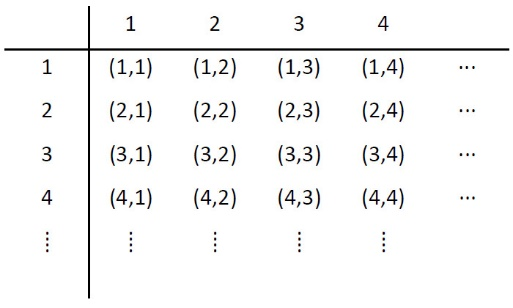 1 2 3 4
1 (1,1) (1,2) (1,3) (1,4) ⋯
2 (2,1) (2,2) (2,3) (2,4) ⋯
3 (3,1) (3,2) (3,3) (3,4) ⋯
4 (4,1) (4,2) (4,3) (4,4) ⋯
⋮ ⋮ ⋮ ⋮ ⋮